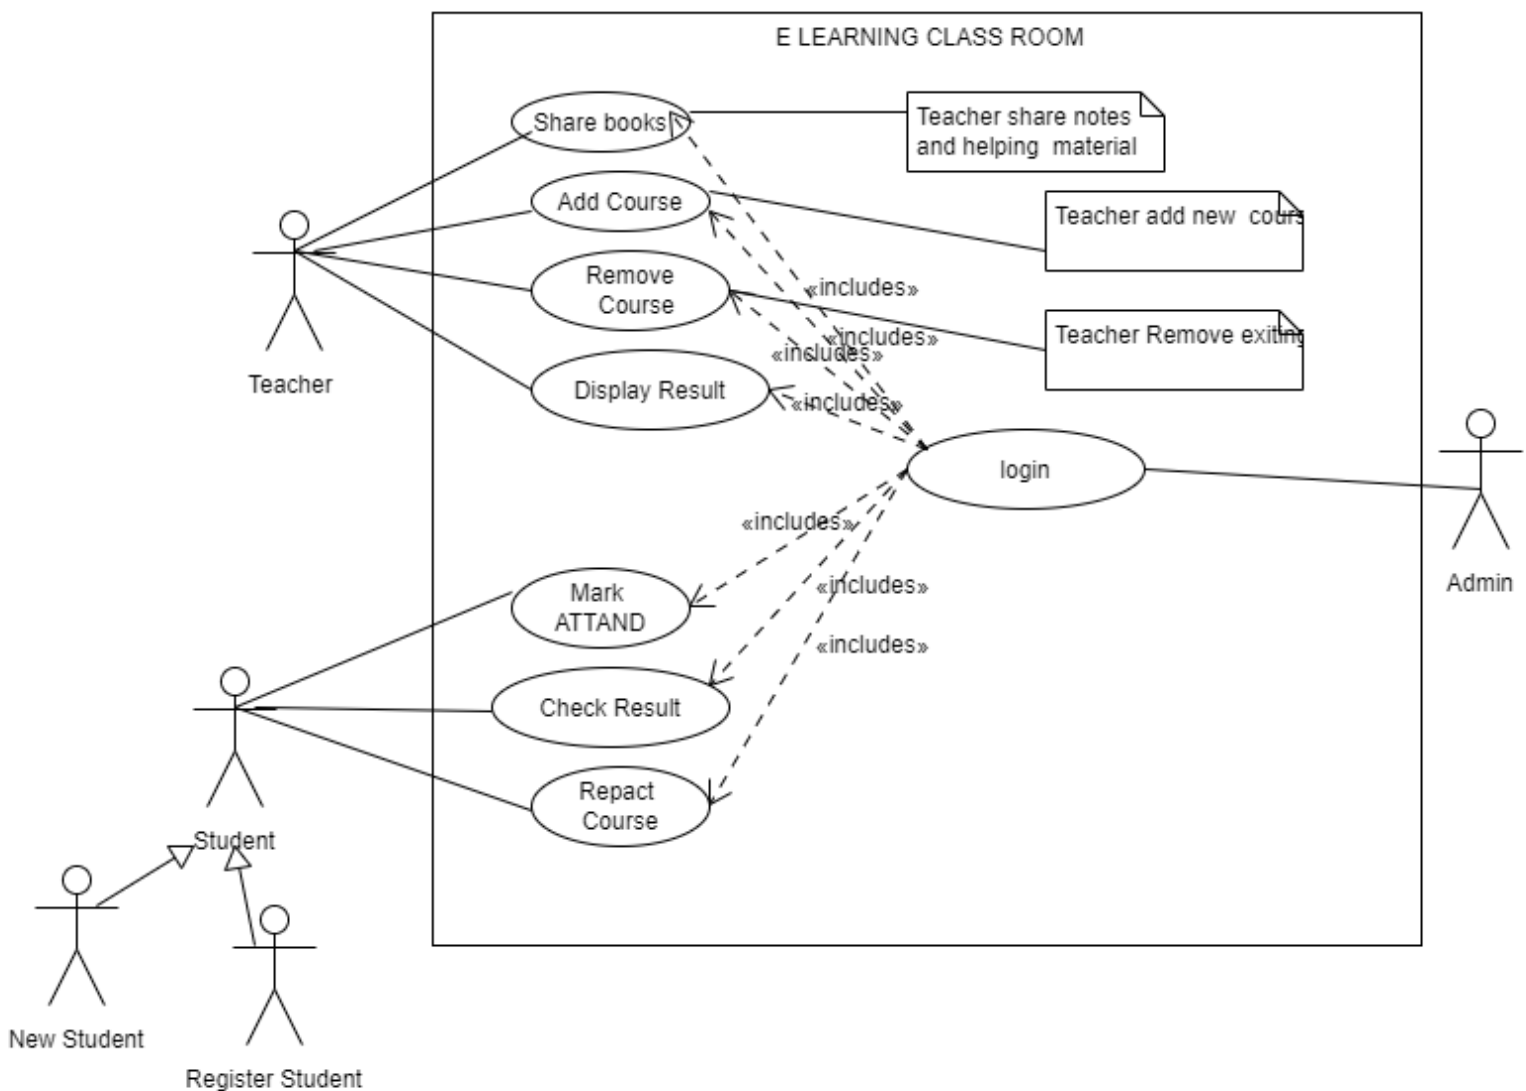 E LEARNING CLASS ROOM
Share books
Teacher share notes
and helping  material
Add Course
Teacher add new  cours
Remove
Course
«includes»
Teacher Remove exiting
«includes»
«includes»
Teacher
Display Result
«includes»
login
«includes»
Admin
Mark
ATTAND
«includes»
«includes»
Check Result
Repact
Course
Student
New Student
Register Student